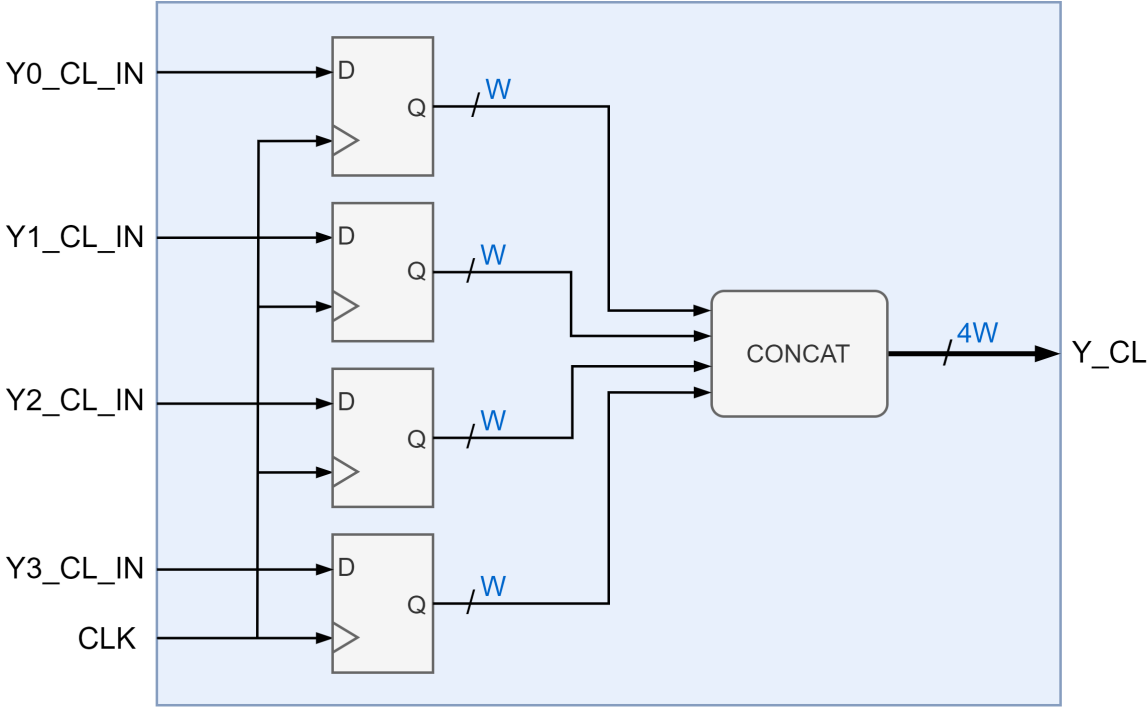 Y0_CL_IN
D
Q
W
Y1_CL_IN
D
Q
W
CONCAT
4W
Y_CL
Y2_CL_IN
D
Q
W
Y3_CL_IN
D
Q
W
CLK